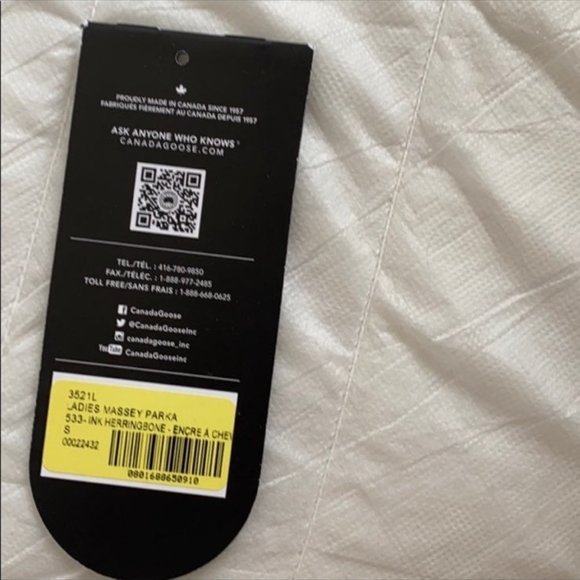 PROUDLY MADE IN CANADA SINCE 1957
FABRIQUÉS FIÈREMENT AU CANADA DEPUIS 1957
ASK ANYONE WHO KNOWS
CANADAGOOSE.COM
TEL./TÉL. : 416-780-9850
FAX./TÉLÉC. : 1-888-977-2485
TOLL FREE/SANS FRAIS : 1-888-668-0625
CanadaGoose
@CanadaGooseInc
canadagoose_inc
YouTube CanadaGooseInc
3521L
LADIES MASSEY PARKA
533- INK HERRINGBONE - ENCRE À CHEV
S
00022432
0801688650910